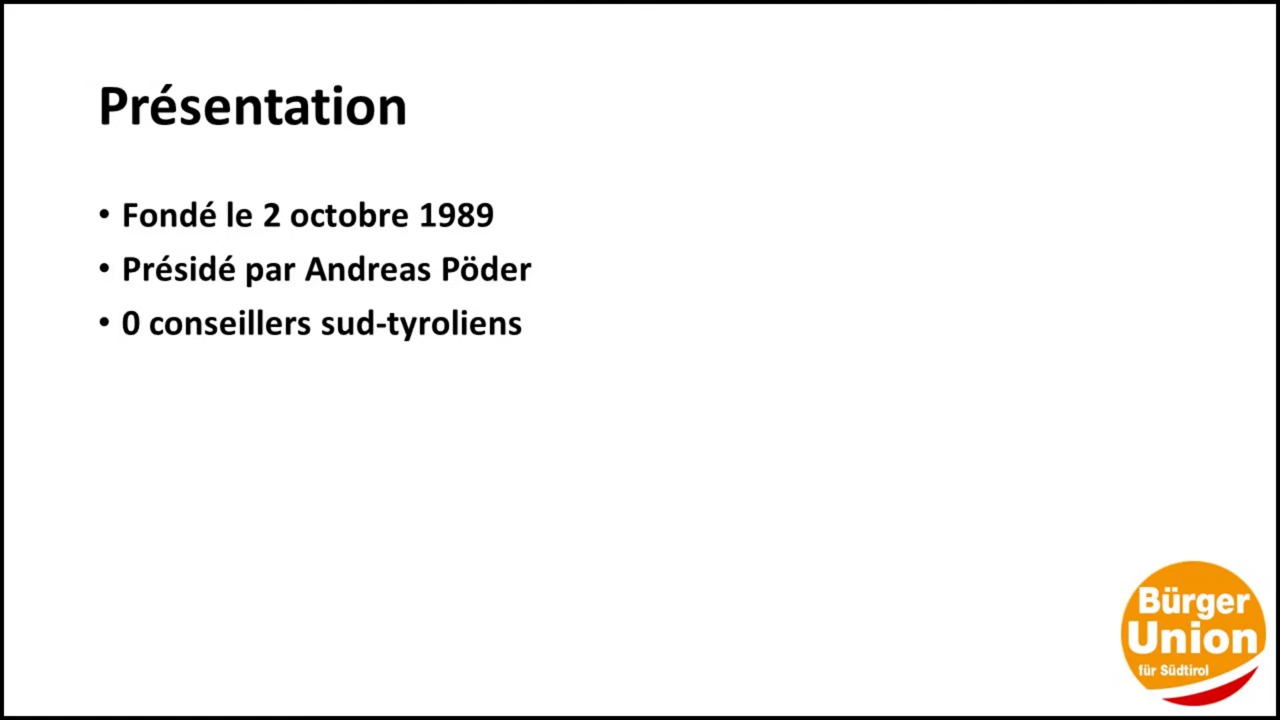 Présentation
• Fondé le 2 octobre 1989
• Présidé par Andreas Pöder
• 0 conseillers sud-tyroliens
Bürger
Union
für Südtirol